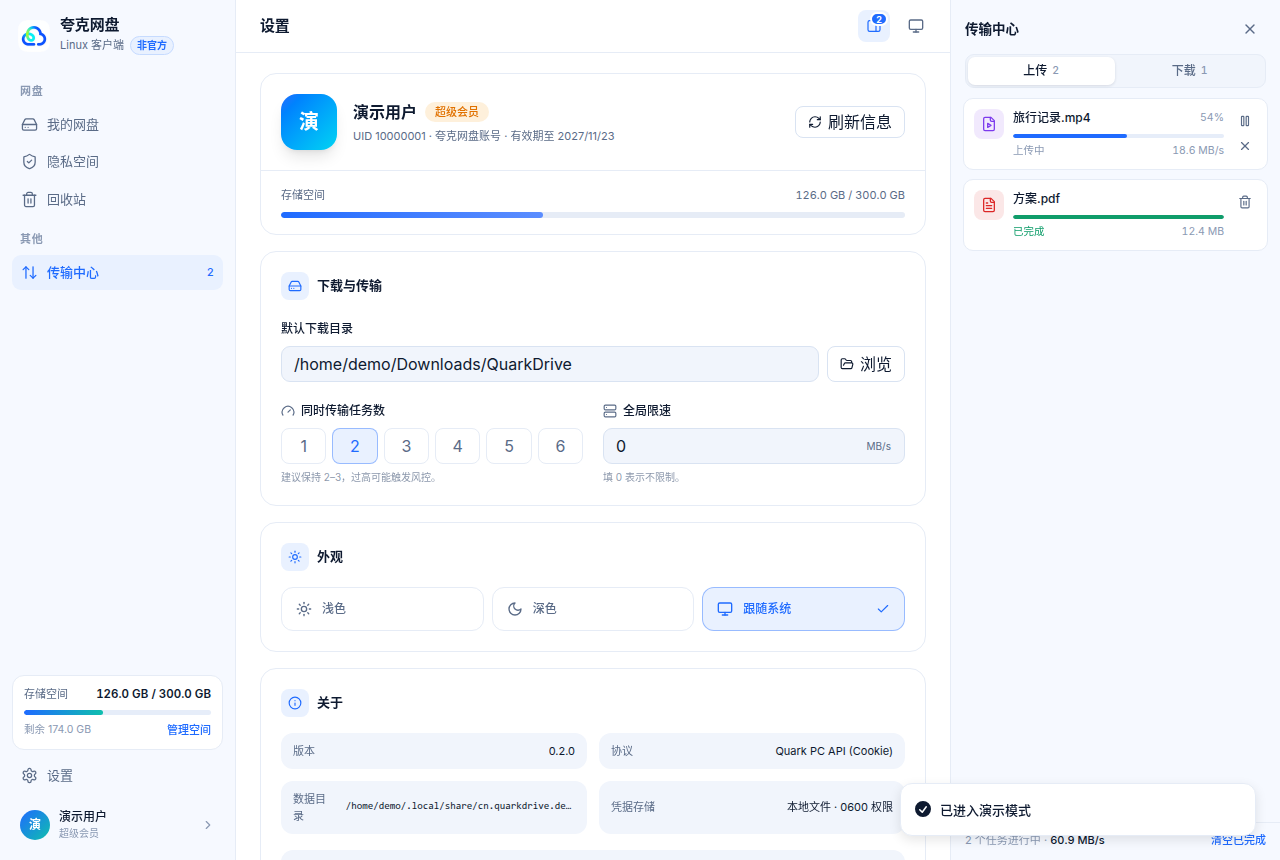 夸克网盘
Linux 客户端 非官方
网盘
我的网盘
隐私空间
回收站
其他
传输中心 2
存储空间 126.0 GB / 300.0 GB
剩余 174.0 GB 管理空间
设置
演 演示用户
超级会员
设置
2
演 演示用户 超级会员
UID 10000001 · 夸克网盘账号 · 有效期至 2027/11/23
刷新信息
存储空间 126.0 GB / 300.0 GB
下载与传输
默认下载目录
/home/demo/Downloads/QuarkDrive 浏览
同时传输任务数 全局限速
1 2 3 4 5 6 0 MB/s
建议保持 2–3，过高可能触发风控。 填 0 表示不限制。
外观
浅色 深色 跟随系统
关于
版本 0.2.0 协议 Quark PC API (Cookie)
数据目录 /home/demo/.local/share/cn.quarkdrive.de… 凭据存储 本地文件 · 0600 权限
传输中心
上传 2 下载 1
旅行记录.mp4 54%
上传中 18.6 MB/s
方案.pdf
已完成 12.4 MB
已进入演示模式
2 个任务进行中 · 60.9 MB/s 清空已完成